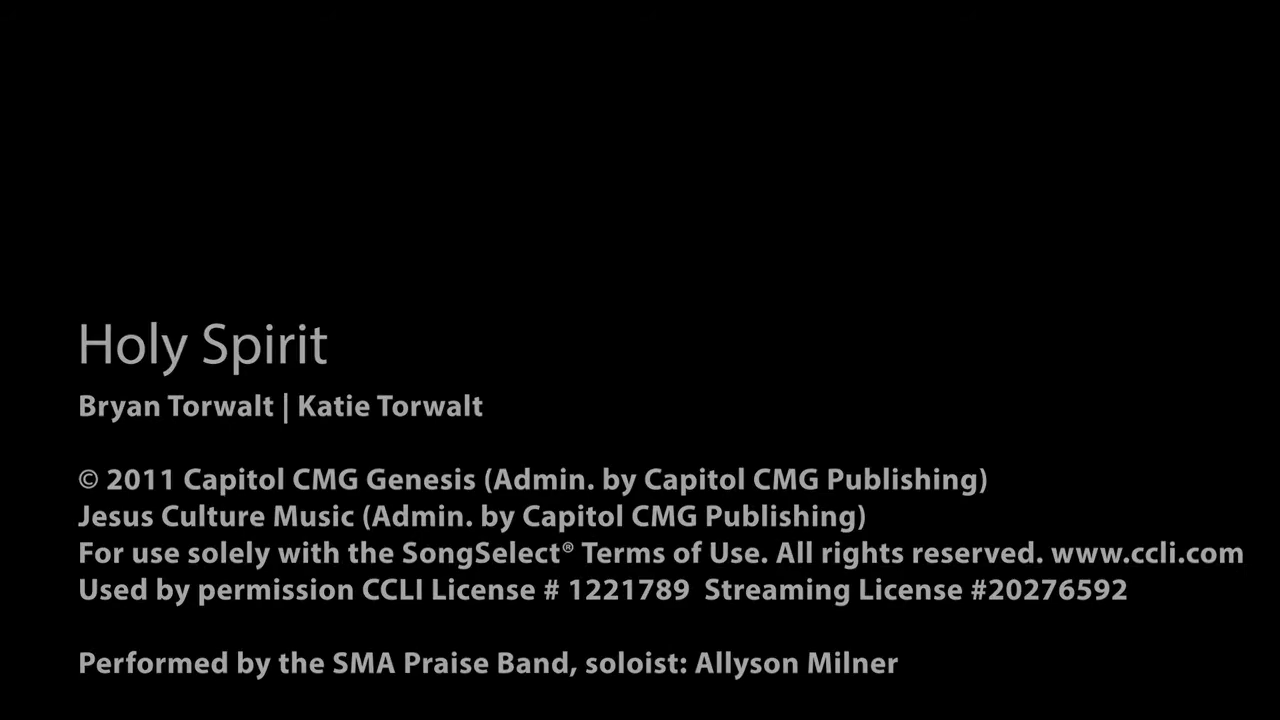 Holy Spirit
Bryan Torwalt | Katie Torwalt
© 2011 Capitol CMG Genesis (Admin. by Capitol CMG Publishing)
Jesus Culture Music (Admin. by Capitol CMG Publishing)
For use solely with the SongSelect® Terms of Use. All rights reserved. www.ccli.com
Used by permission CCLI License # 1221789  Streaming License #20276592
Performed by the SMA Praise Band, soloist: Allyson Milner